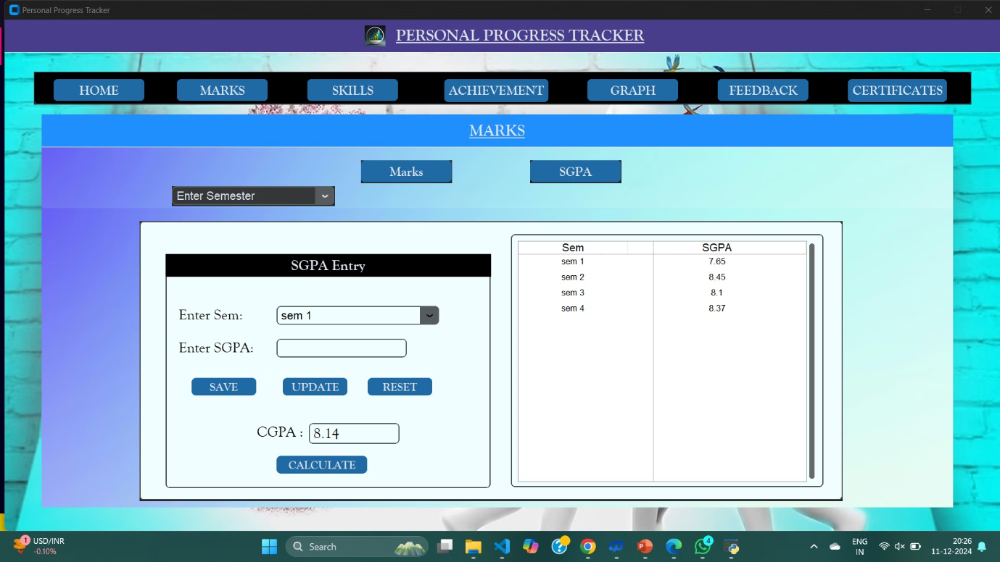 Personal Progress Tracker
PERSONAL PROGRESS TRACKER
HOME MARKS SKILLS ACHIEVEMENT GRAPH FEEDBACK CERTIFICATES
MARKS
Marks SGPA
Enter Semester
SGPA Entry
Enter Sem: sem 1
Enter SGPA:
SAVE UPDATE RESET
CGPA : 8.14
CALCULATE
Sem SGPA
sem 1 7.65
sem 2 8.45
sem 3 8.1
sem 4 8.37
1 USD/INR
-0.10%
Search
4
ENG
IN
20:26
11-12-2024